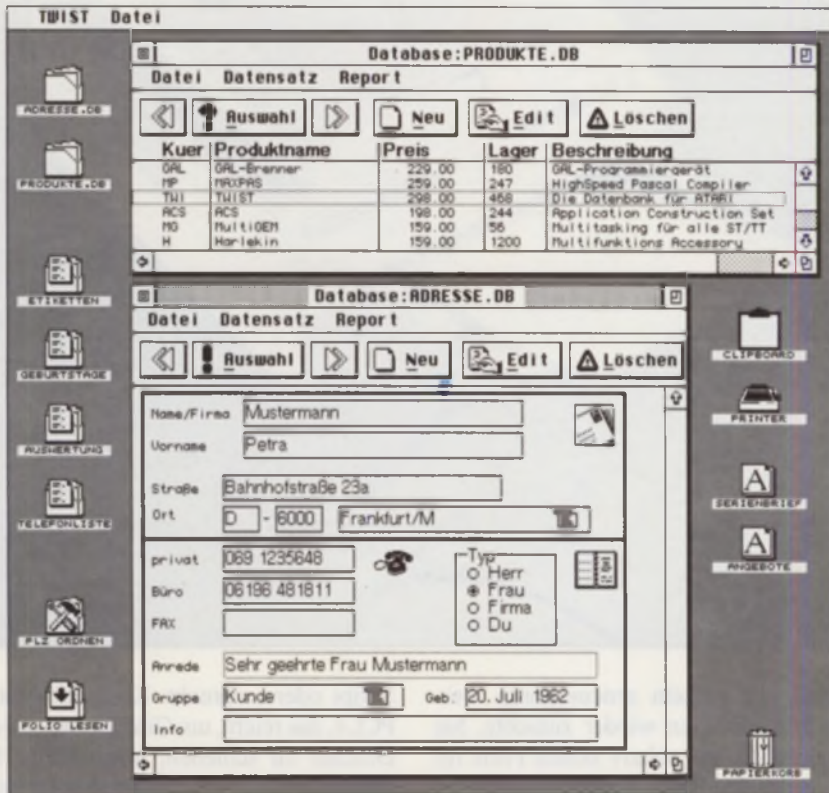 TWIST Datei
ADRESSE.DB
PRODUKTE.DB
ETIKETTEN
GEBURTSTAGE
AUSWERTUNG
TELEFONLISTE
PLZ ORDNEN
FOLIO LESEN
Database:PRODUKTE.DB
Datei Datensatz Report
Auswahl Neu Edit Löschen
Kuer Produktname Preis Lager Beschreibung
GAL GAL-Brenner 229.00 180 GAL-Programmiergerät
MP MAXPAS 259.00 247 HighSpeed Pascal Compiler
TWI TWIST 298.00 468 Die Datenbank für ATARI
ACS ACS 198.00 244 Application Construction Set
MG MultiGEM 159.00 56 Multitasking für alle ST/TT
H Harlekin 159.00 1200 Multifunktions Accessory
Database:ADRESSE.DB
Datei Datensatz Report
Auswahl Neu Edit Löschen
Name/Firma Mustermann
Vorname Petra
Straße Bahnhofstraße 23a
Ort D - 6000 Frankfurt/M
privat 069 1235648
Büro 06196 481811
FAX
Typ
Herr
Frau
Firma
Du
Anrede Sehr geehrte Frau Mustermann
Gruppe Kunde Geb. 20. Juli 1962
Info
CLIPBOARD
PRINTER
SERIENBRIEF
ANGEBOTE
PAPIERKORB